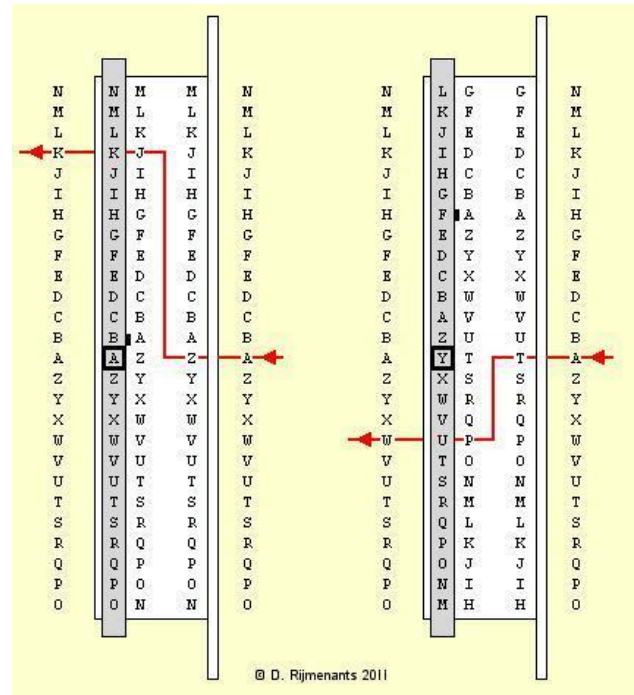 N N M M N N L G G N
M M L L M M K F F M
L L K K L L J E E L
K K J J K K I D D K
J J I I J J H C C J
I I H H I I G B B I
H H G G H H F A A H
G G F F G G E Z Z G
F F E E F F D Y Y F
E E D D E E C X X E
D D C C D D B W W D
C C B B C C A V V C
B B A A B B Z U U B
A A Z Z A A Y T T A
Z Z Y Y Z Z X S S Z
Y Y X X Y Y W R R Y
X X W W X X V Q Q X
W W V V W W U P P W
V V U U V V T O O V
U U T T U U S N N U
T T S S T T R M M T
S S R R S S Q L L S
R R Q Q R R P K K R
Q Q P P Q Q O J J Q
P P O O P P N I I P
O O N N O O M H H O
© D. Rijmenants 2011